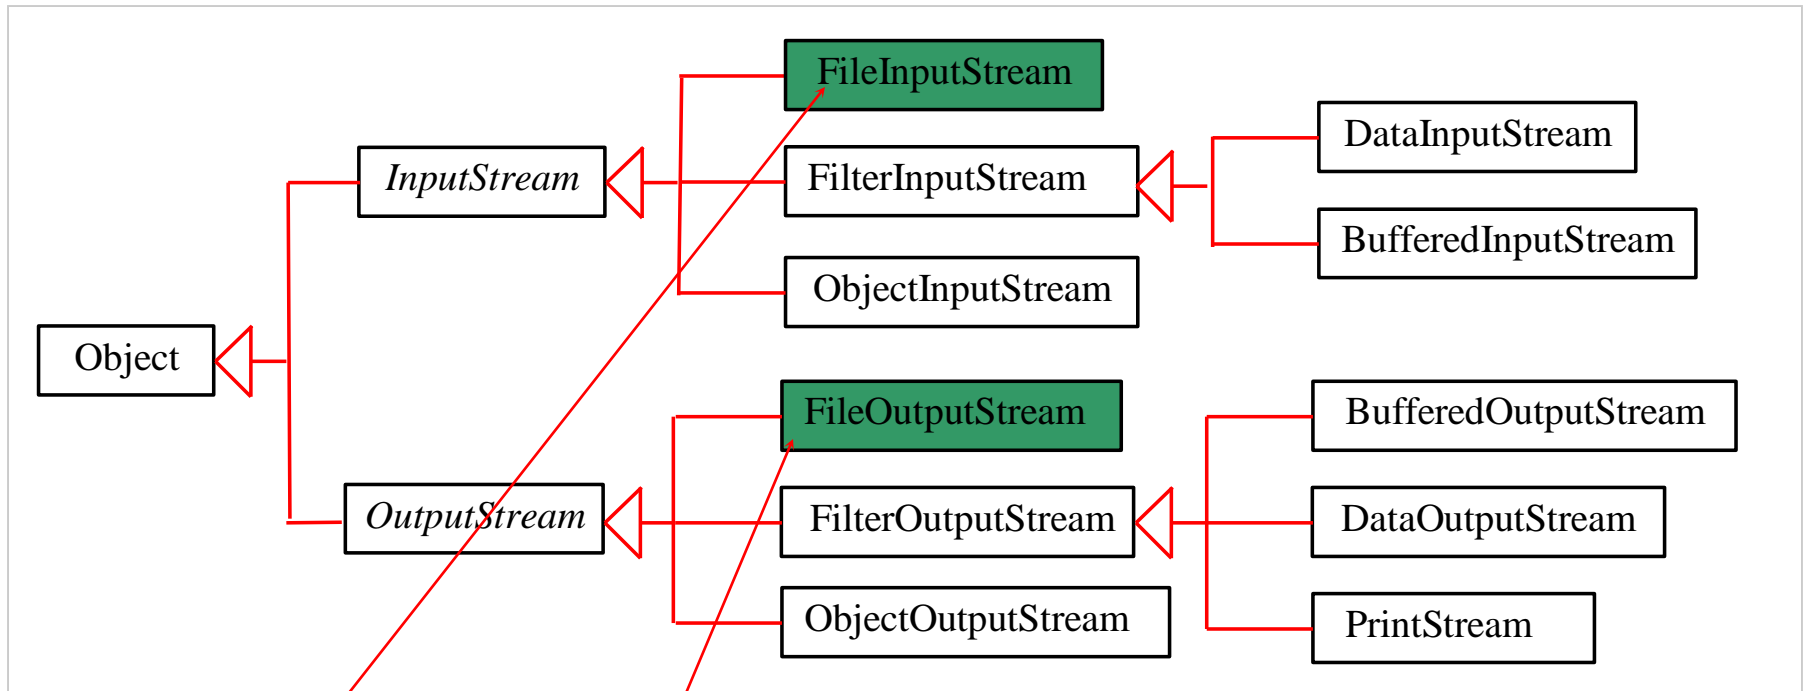 FileInputStream
DataInputStream
InputStream
FilterInputStream
BufferedInputStream
ObjectInputStream
Object
FileOutputStream
BufferedOutputStream
OutputStream
FilterOutputStream
DataOutputStream
ObjectOutputStream
PrintStream